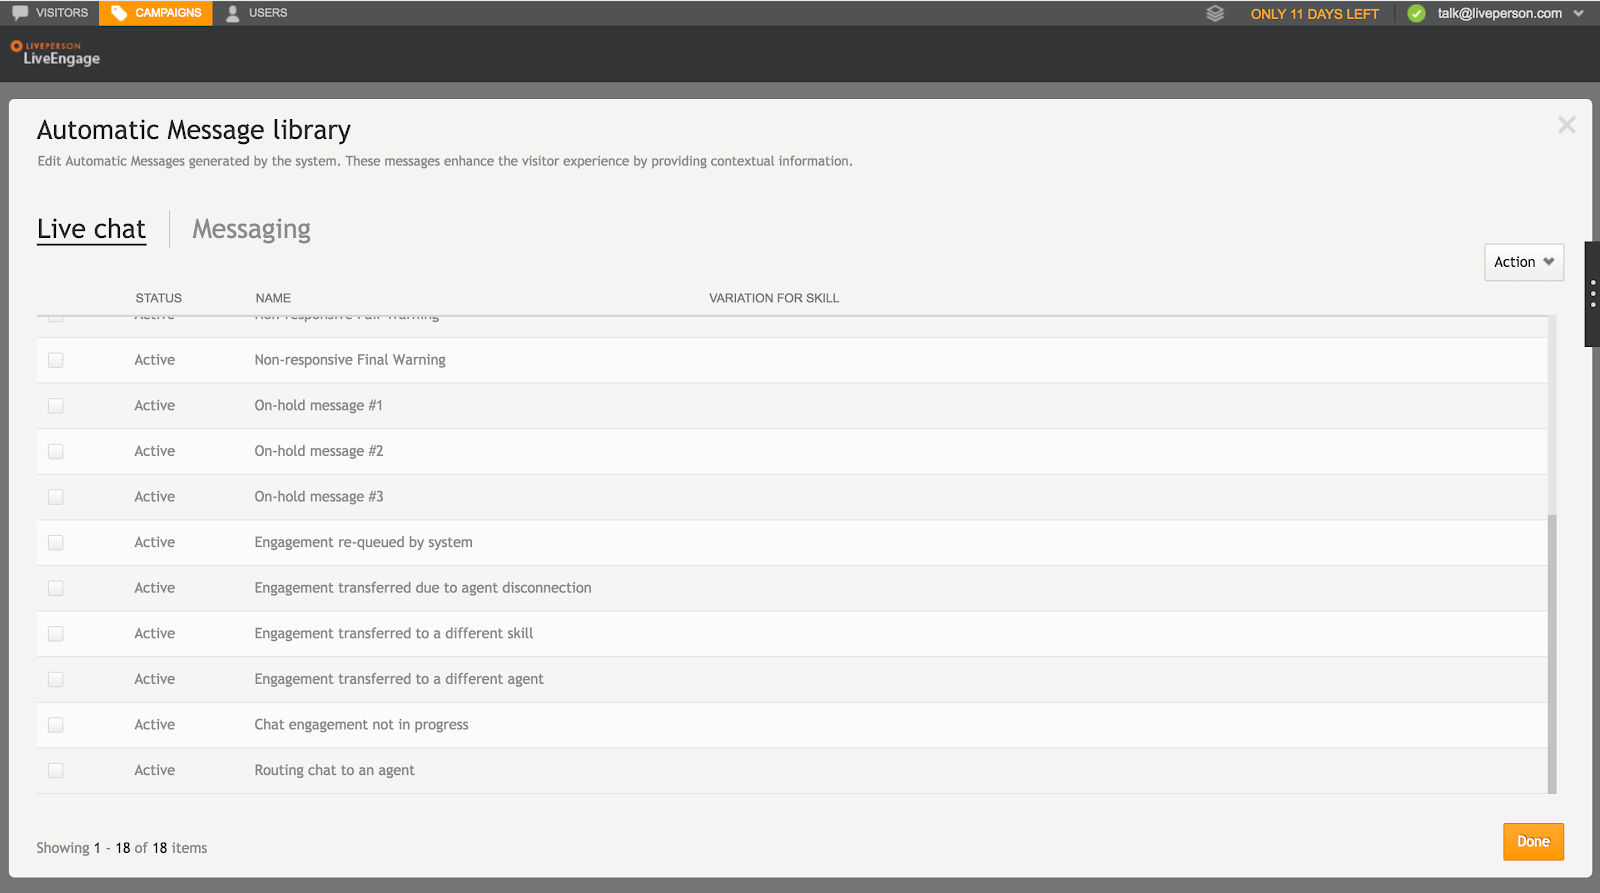 VISITORS CAMPAIGNS USERS ONLY 11 DAYS LEFT talk@liveperson.com
LIVEPERSON
LiveEngage
Automatic Message library
Edit Automatic Messages generated by the system. These messages enhance the visitor experience by providing contextual information.
Live chat Messaging
Action
STATUS NAME VARIATION FOR SKILL
Active Non-responsive Fair Warning
Active Non-responsive Final Warning
Active On-hold message #1
Active On-hold message #2
Active On-hold message #3
Active Engagement re-queued by system
Active Engagement transferred due to agent disconnection
Active Engagement transferred to a different skill
Active Engagement transferred to a different agent
Active Chat engagement not in progress
Active Routing chat to an agent
Showing 1 - 18 of 18 items
Done